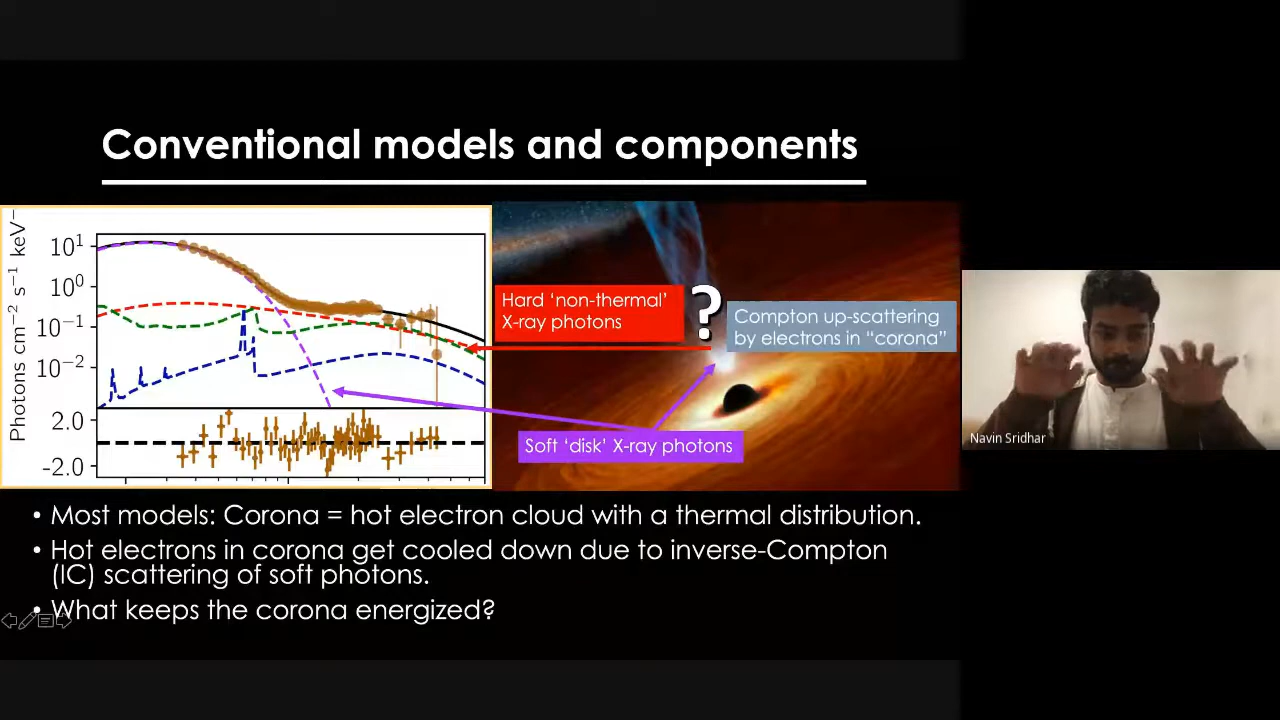 Conventional models and components
Photons cm⁻² s⁻¹ keV⁻
10¹
10⁰
10⁻¹
10⁻²
2.0
-2.0
Hard ‘non-thermal’
X-ray photons
?
Compton up-scattering
by electrons in “corona”
Soft ‘disk’ X-ray photons
Navin Sridhar
• Most models: Corona = hot electron cloud with a thermal distribution.
• Hot electrons in corona get cooled down due to inverse-Compton
(IC) scattering of soft photons.
• What keeps the corona energized?